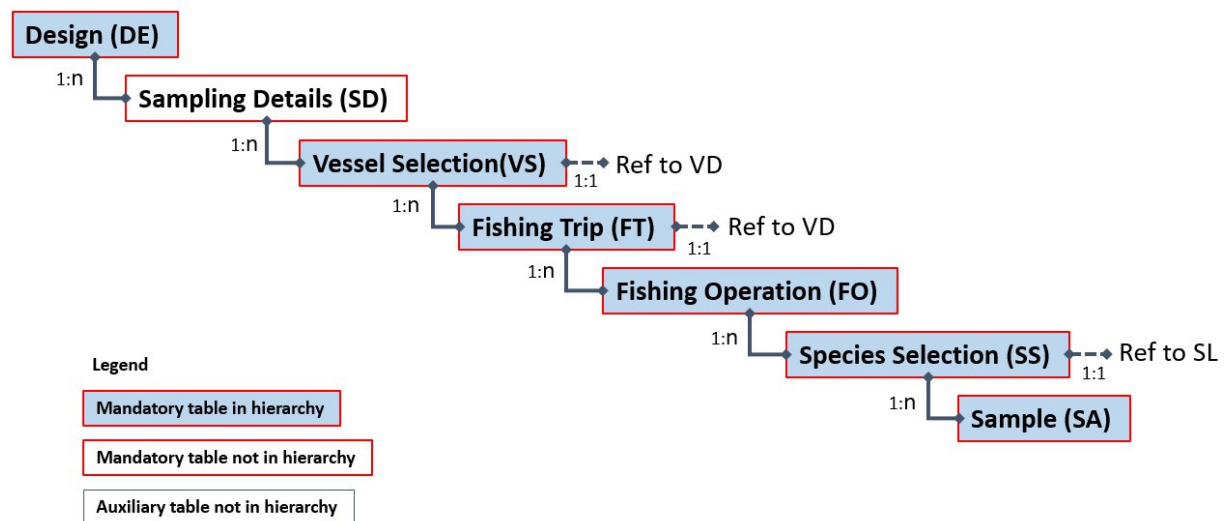 Design (DE)
1:n
Sampling Details (SD)
1:n
Vessel Selection(VS)
1:1
Ref to VD
1:n
Fishing Trip (FT)
1:1
Ref to VD
1:n
Fishing Operation (FO)
1:n
Species Selection (SS)
1:1
Ref to SL
1:n
Sample (SA)
Legend
Mandatory table in hierarchy
Mandatory table not in hierarchy
Auxiliary table not in hierarchy